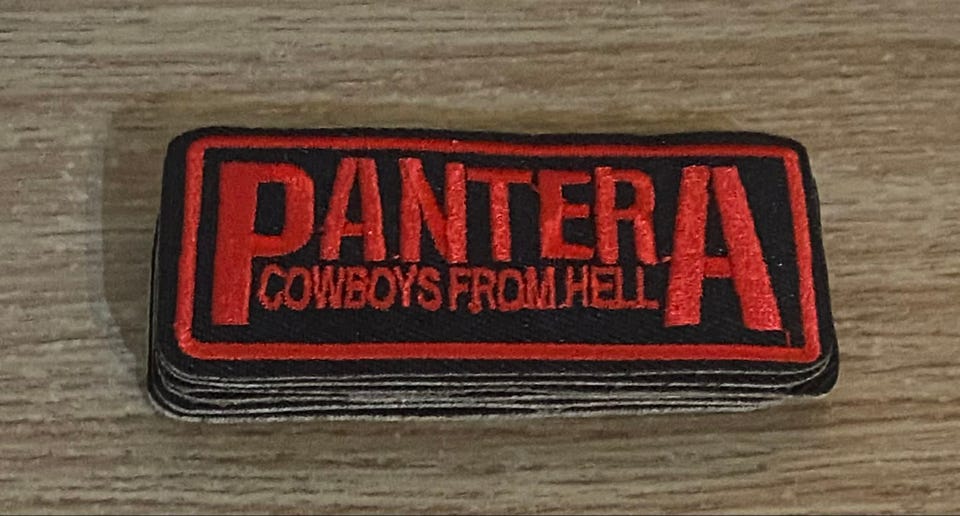 PANTERA
COWBOYS FROM HELL